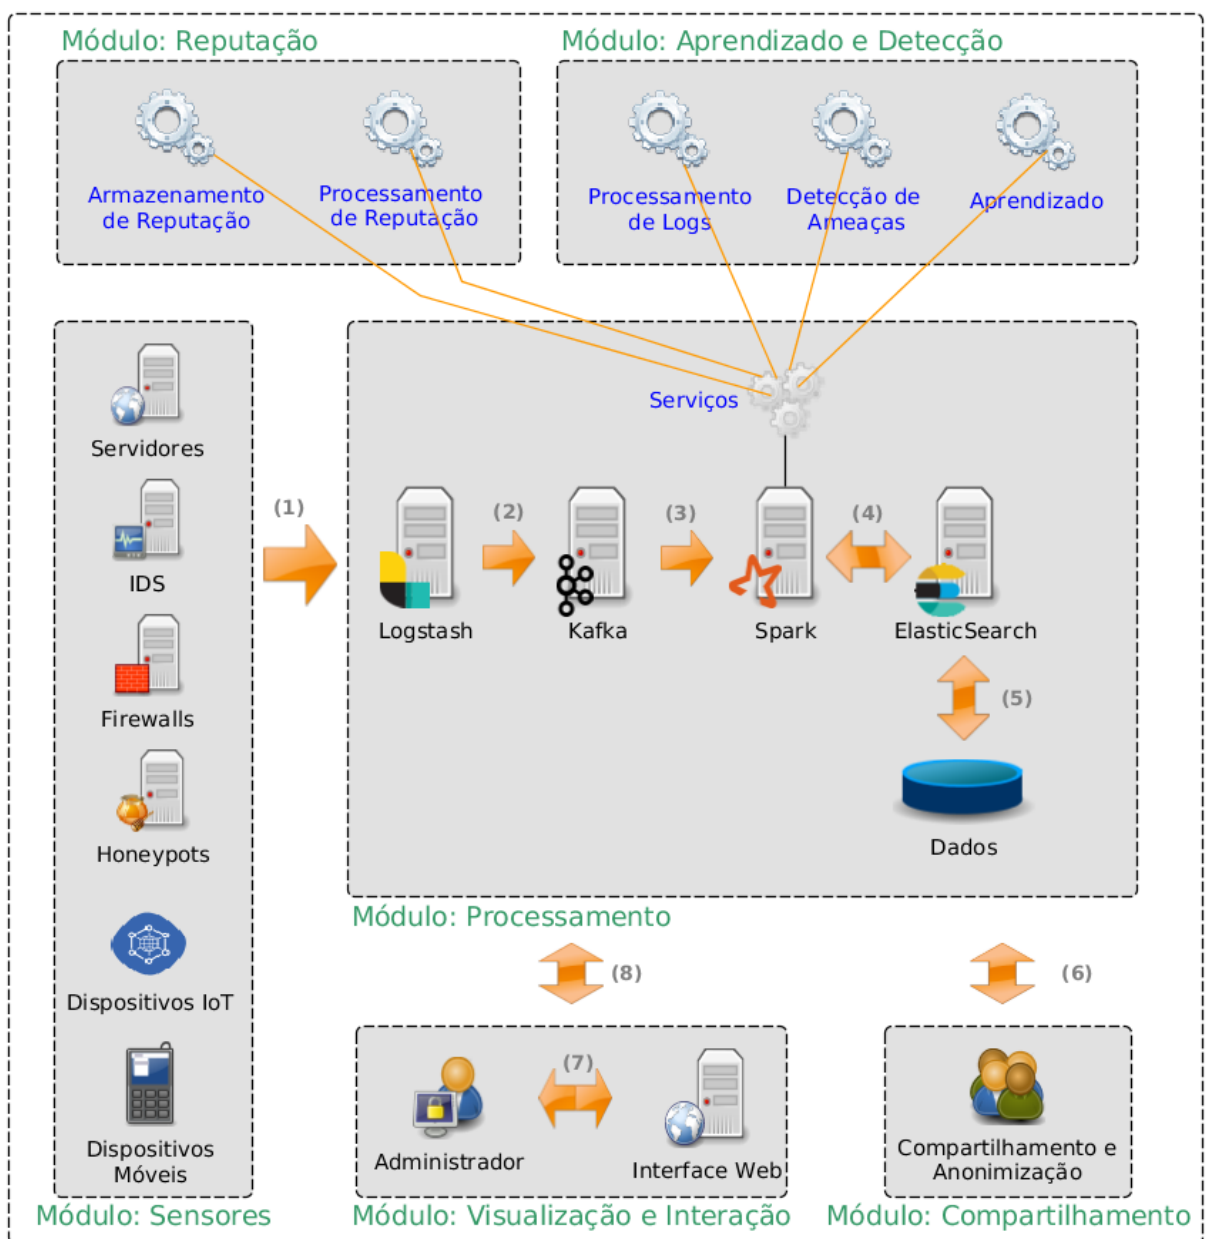 Módulo: Reputação
Módulo: Aprendizado e Detecção
Armazenamento
de Reputação
Processamento
de Reputação
Processamento
de Logs
Detecção de
Ameaças
Aprendizado
Servidores
IDS
Firewalls
Honeypots
Dispositivos IoT
Dispositivos
Móveis
Módulo: Sensores
(1)
Serviços
(2)
(3)
(4)
Logstash
Kafka
Spark
ElasticSearch
(5)
Dados
Módulo: Processamento
(8)
(6)
(7)
Administrador
Interface Web
Módulo: Visualização e Interação
Compartilhamento e
Anonimização
Módulo: Compartilhamento